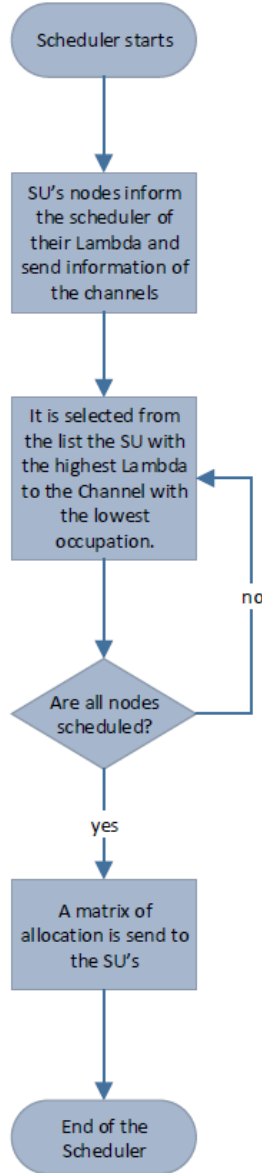 Scheduler starts
SU's nodes inform
the scheduler of
their Lambda and
send information of
the channels
It is selected from
the list the SU with
the highest Lambda
to the Channel with
the lowest
occupation.
no
Are all nodes
scheduled?
yes
A matrix of
allocation is send to
the SU's
End of the
Scheduler